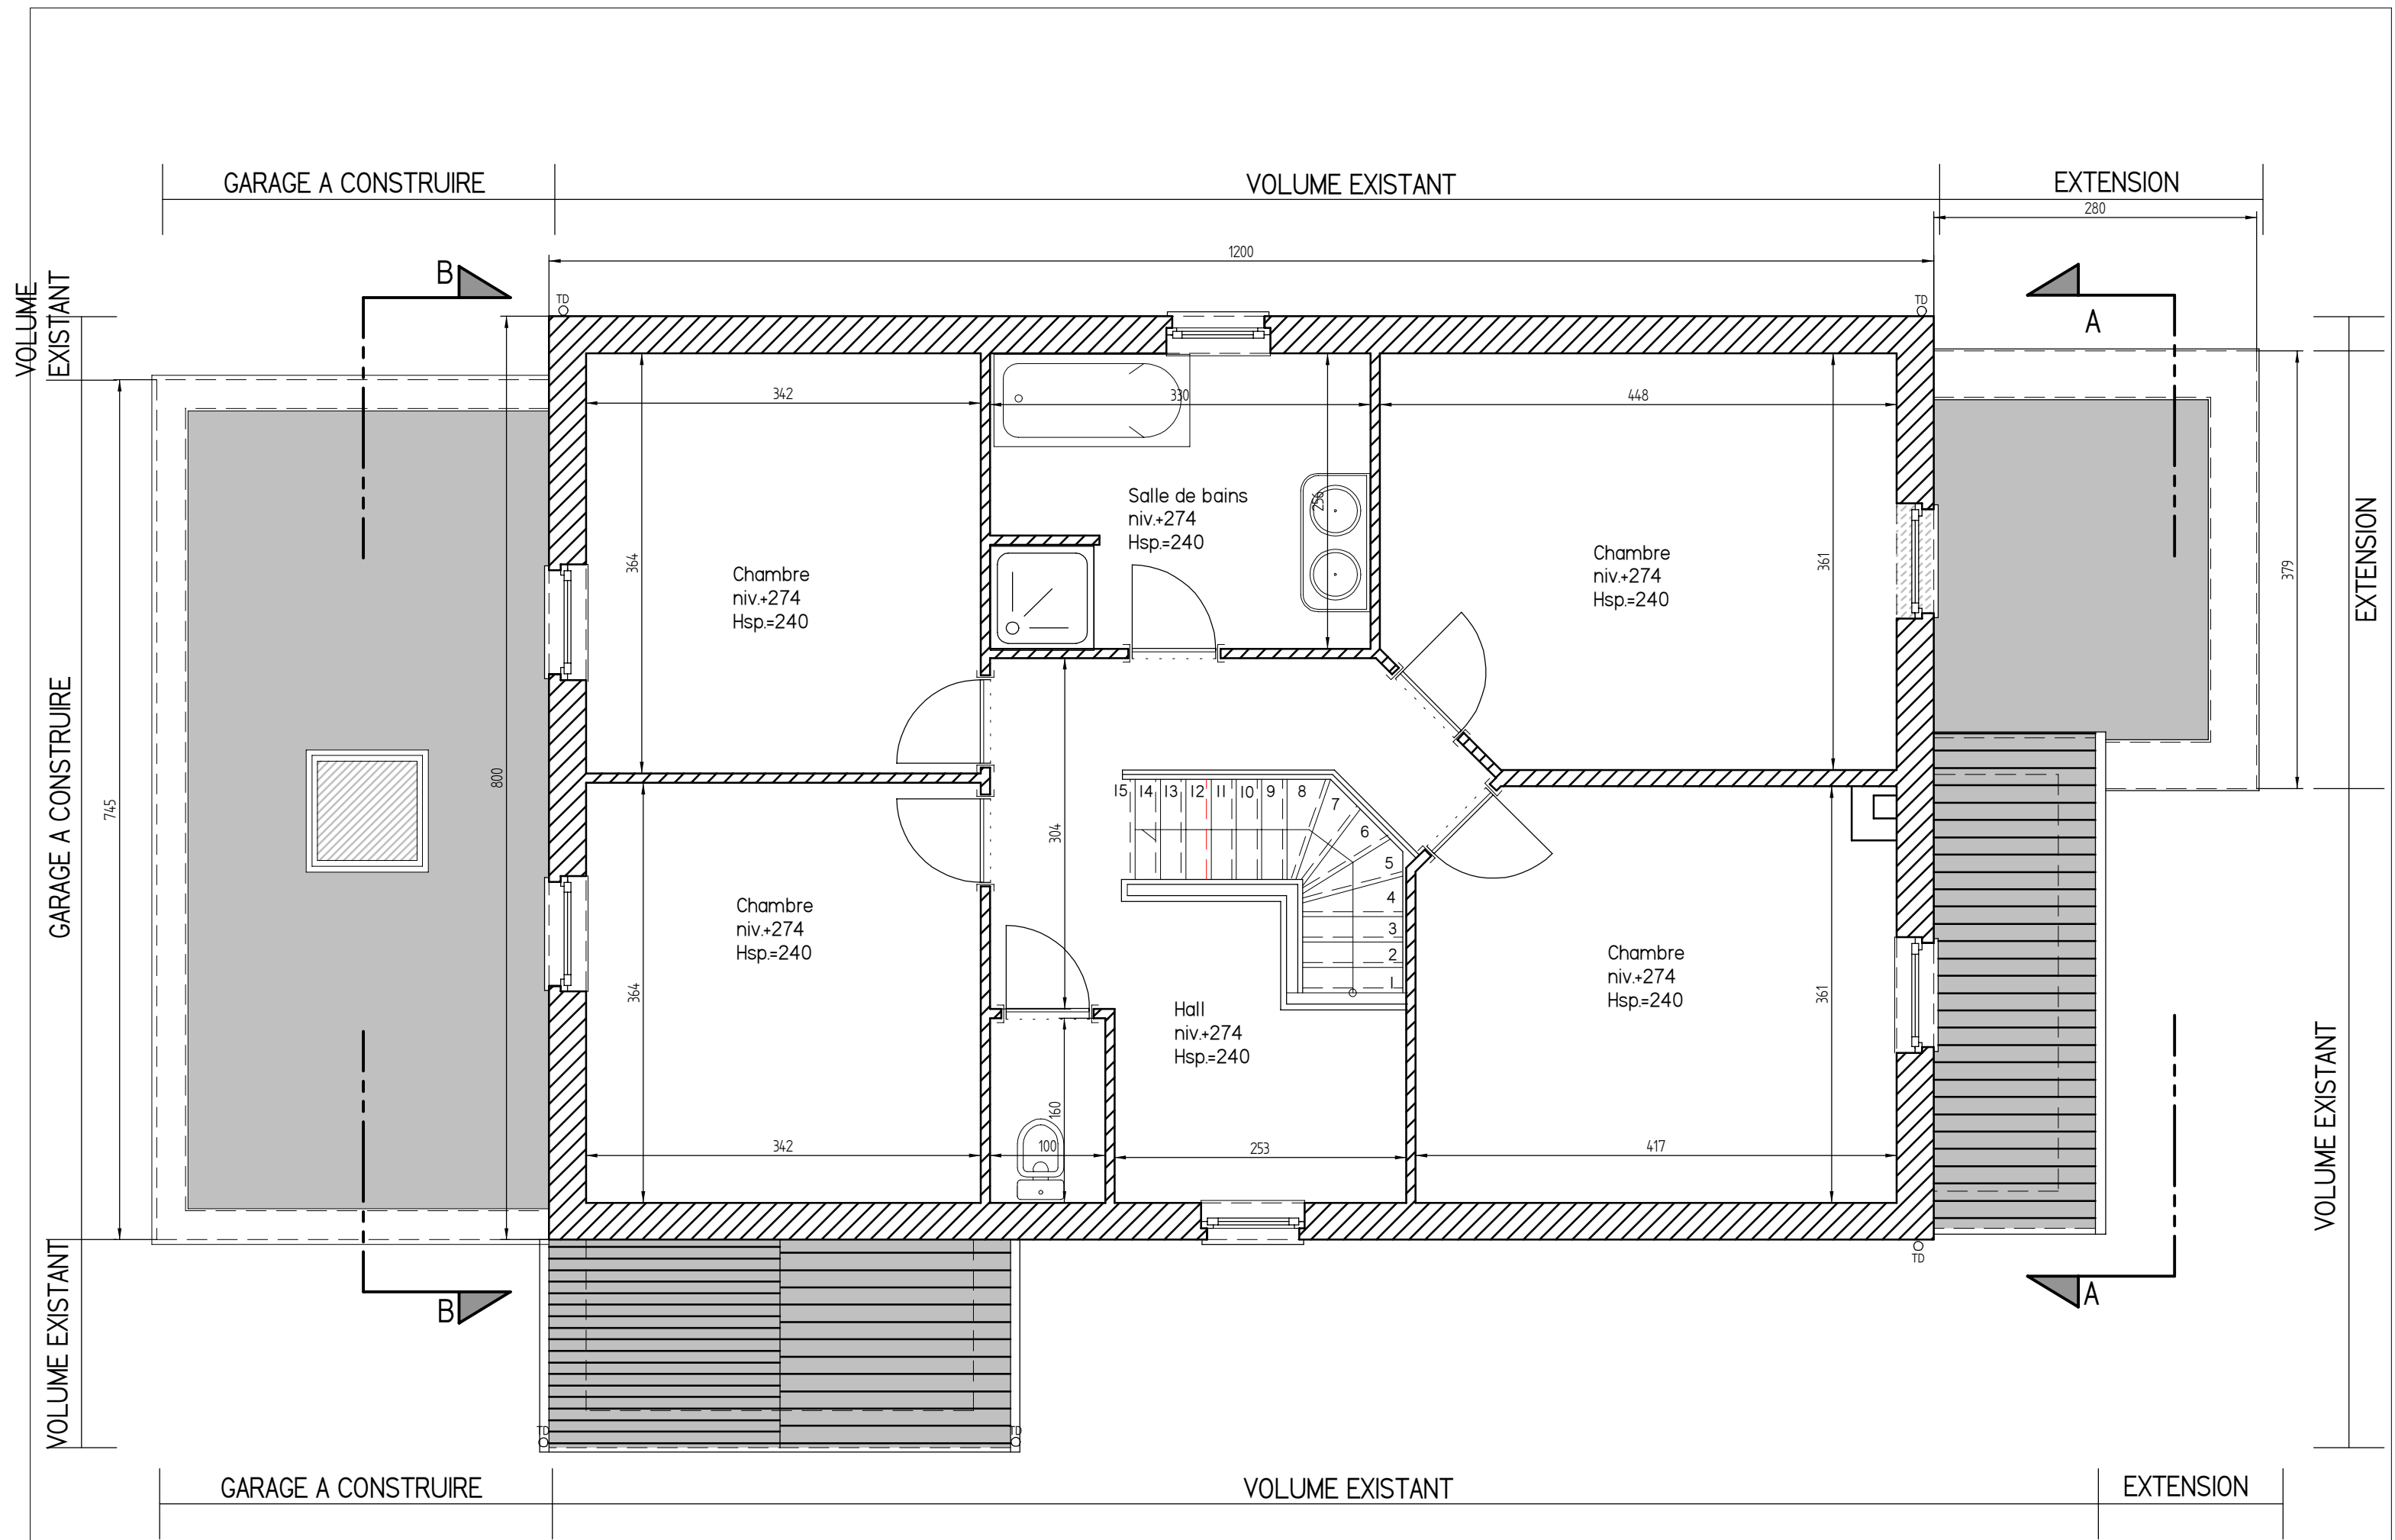 GARAGE A CONSTRUIRE
VOLUME EXISTANT
EXTENSION
280
1200
B
A
TD
TD
VOLUME
EXISTANT
342
330
448
Salle de bains
niv.+274
Hsp.=240
256
Chambre
niv.+274
Hsp.=240
364
Chambre
niv.+274
Hsp.=240
361
379
EXTENSION
GARAGE A CONSTRUIRE
745
800
15 14 13 12 11 10 9 8 7 6 5 4 3 2 1
304
Chambre
niv.+274
Hsp.=240
364
Chambre
niv.+274
Hsp.=240
361
Hall
niv.+274
Hsp.=240
160
342
100
253
417
VOLUME EXISTANT
VOLUME EXISTANT
TD
B
A
TD
TD
GARAGE A CONSTRUIRE
VOLUME EXISTANT
EXTENSION